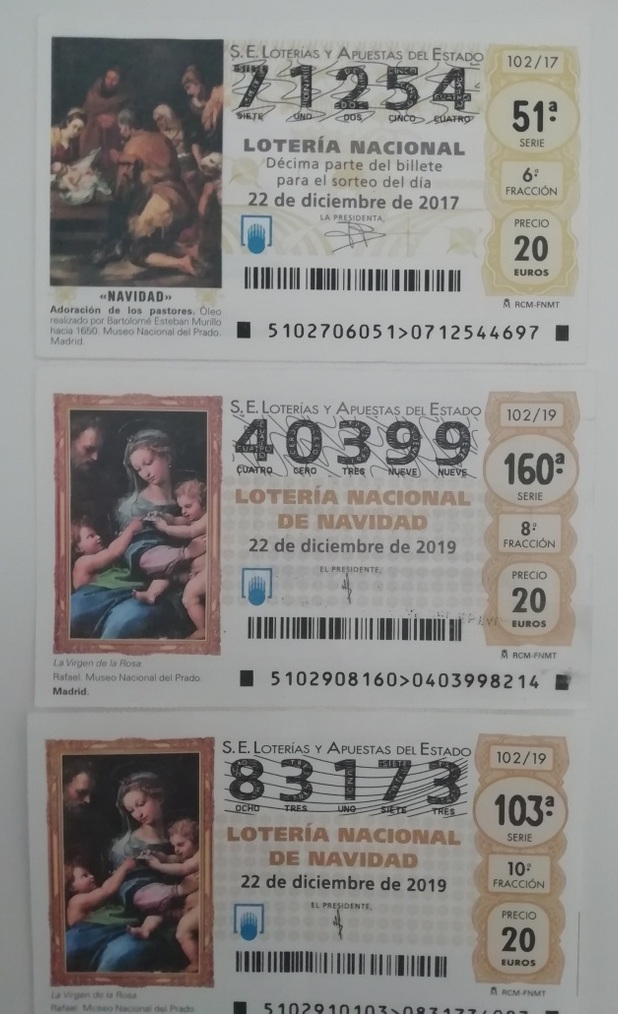 S.E. LOTERÍAS Y APUESTAS DEL ESTADO
71254
SIETE UNO DOS CINCO CUATRO
LOTERÍA NACIONAL
Décima parte del billete
para el sorteo del día
22 de diciembre de 2017
LA PRESIDENTA,
102/17
51ª
SERIE
6ª
FRACCIÓN
PRECIO
20
EUROS
RCM-FNMT
«NAVIDAD»
Adoración de los pastores. Óleo
realizado por Bartolomé Esteban Murillo
hacia 1650. Museo Nacional del Prado.
Madrid.
5102706051>0712544697
S.E. LOTERÍAS Y APUESTAS DEL ESTADO
40399
CUATRO CERO TRES NUEVE NUEVE
LOTERÍA NACIONAL
DE NAVIDAD
22 de diciembre de 2019
EL PRESIDENTE,
102/19
160ª
SERIE
8ª
FRACCIÓN
PRECIO
20
EUROS
RCM-FNMT
La Virgen de la Rosa
Rafael. Museo Nacional del Prado.
Madrid.
5102908160>0403998214
S.E. LOTERÍAS Y APUESTAS DEL ESTADO
83173
OCHO TRES UNO SIETE TRES
LOTERÍA NACIONAL
DE NAVIDAD
22 de diciembre de 2019
EL PRESIDENTE,
102/19
103ª
SERIE
10ª
FRACCIÓN
PRECIO
20
EUROS
RCM-FNMT
La Virgen de la Rosa
Rafael. Museo Nacional del Prado.